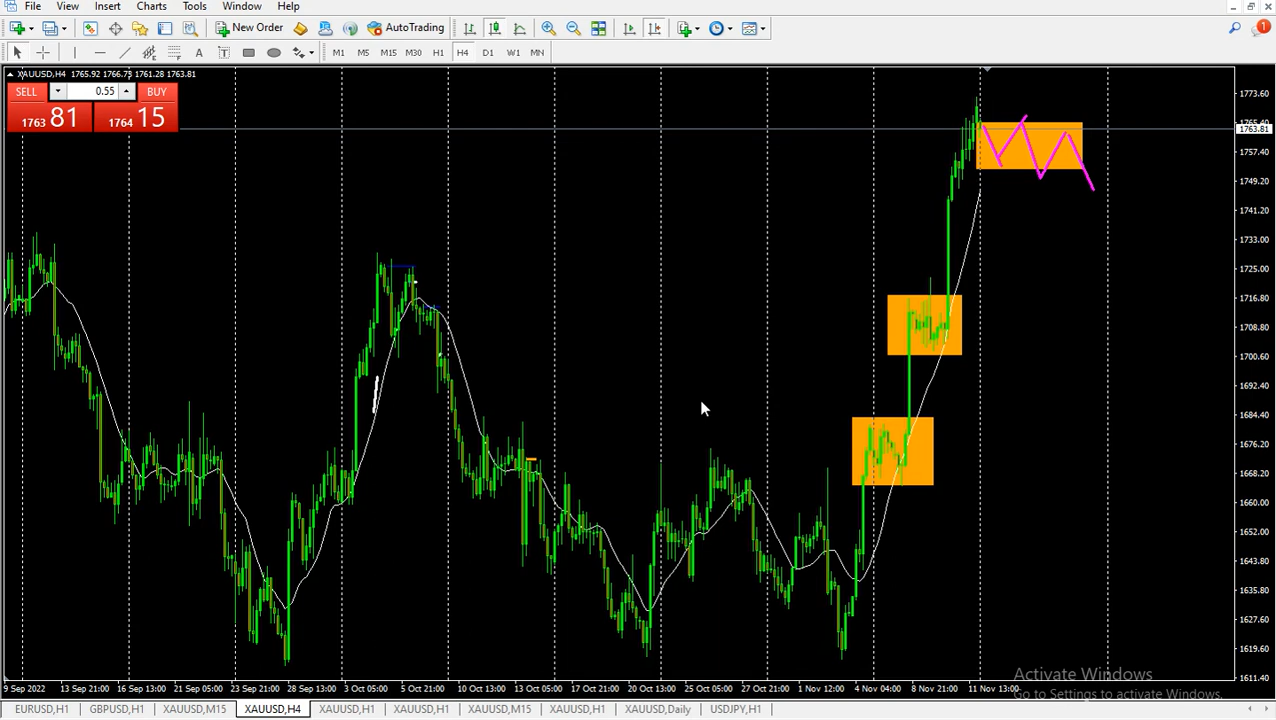 File View Insert Charts Tools Window Help
New Order AutoTrading
A T M1 M5 M15 M30 H1 H4 D1 W1 MN
XAUUSD,H4 1765.92 1766.73 1761.28 1763.81
SELL 0.55 BUY
1763 81 1764 15
1
1773.60
1765.40
1763.81
1757.40
1749.20
1741.20
1733.00
1725.00
1716.80
1708.80
1700.60
1692.40
1684.40
1676.20
1668.20
1660.00
1652.00
1643.80
1635.80
1627.60
1619.60
1611.40
Activate Windows
Go to Settings to activate Windows.
9 Sep 2022 13 Sep 21:00 16 Sep 13:00 21 Sep 05:00 23 Sep 21:00 28 Sep 13:00 3 Oct 05:00 5 Oct 21:00 10 Oct 13:00 13 Oct 05:00 17 Oct 21:00 20 Oct 13:00 25 Oct 05:00 27 Oct 21:00 1 Nov 12:00 4 Nov 04:00 8 Nov 21:00 11 Nov 13:00
EURUSD,H1 GBPUSD,H1 XAUUSD,M15 XAUUSD,H4 XAUUSD,H1 XAUUSD,H1 XAUUSD,M15 XAUUSD,H1 XAUUSD,Daily USDJPY,H1